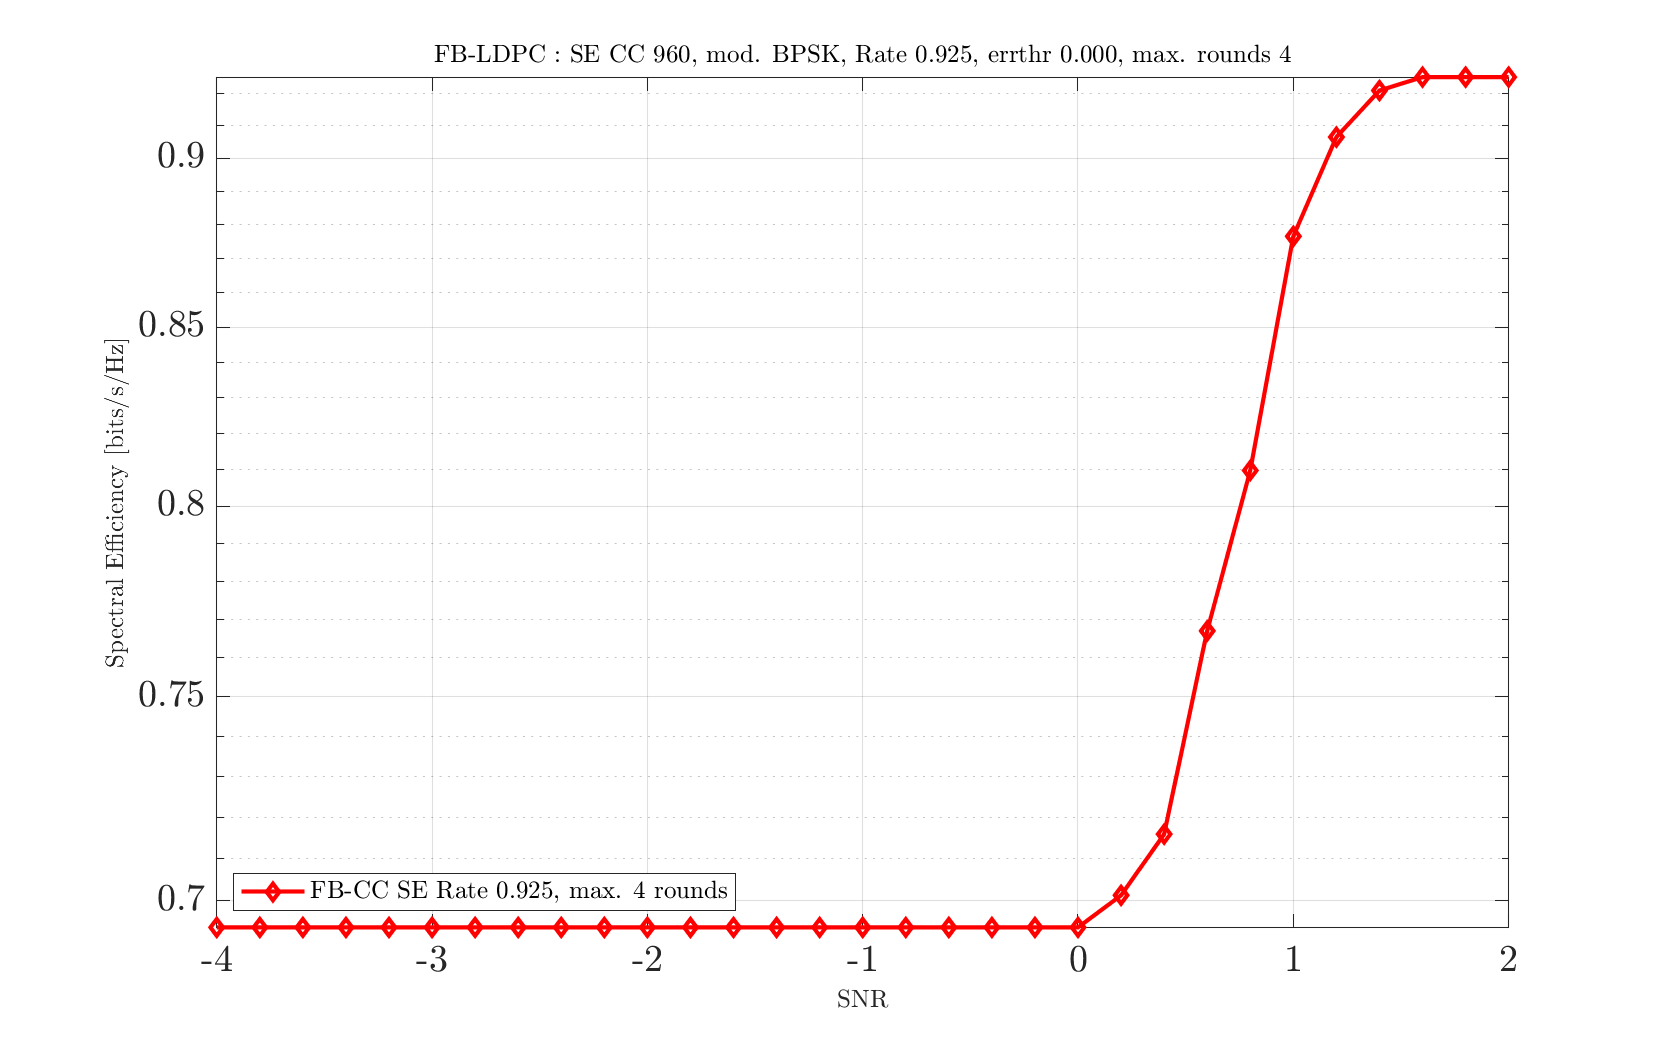 FB-LDPC : SE CC 960, mod. BPSK, Rate 0.925, errthr 0.000, max. rounds 4
0.9
0.85
0.8
0.75
0.7
Spectral Efficiency [bits/s/Hz]
FB-CC SE Rate 0.925, max. 4 rounds
-4 -3 -2 -1 0 1 2
SNR